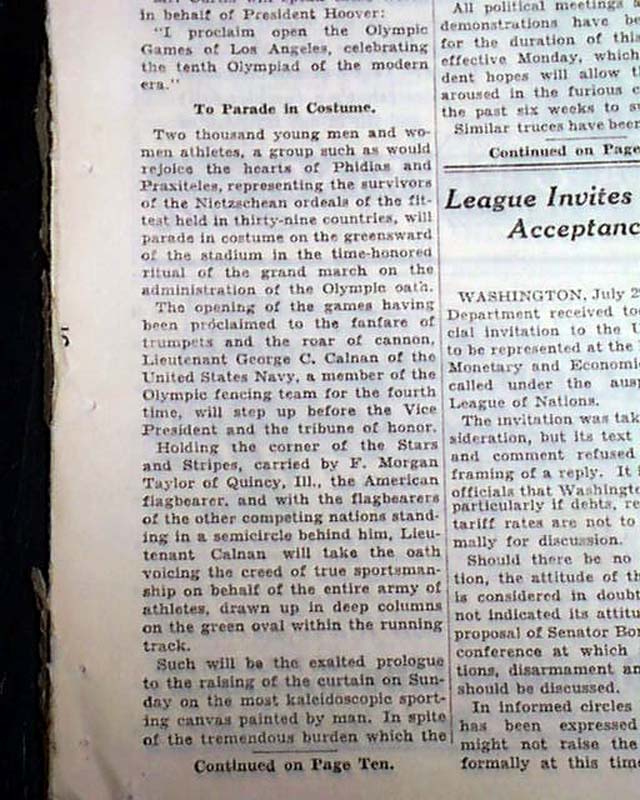 in behalf of President Hoover:
"I proclaim open the Olympic
Games of Los Angeles, celebrating
the tenth Olympiad of the modern
era."
To Parade in Costume.
Two thousand young men and wo-
men athletes, a group such as would
rejoice the hearts of Phidias and
Praxiteles, representing the survivors
of the Nietzschean ordeals of the fit-
test held in thirty-nine countries, will
parade in costume on the greensward
of the stadium in the time-honored
ritual of the grand march on the
administration of the Olympic oath.
The opening of the games having
been proclaimed to the fanfare of
trumpets and the roar of cannon,
Lieutenant George C. Calnan of the
United States Navy, a member of the
Olympic fencing team for the fourth
time, will step up before the Vice
President and the tribune of honor.
Holding the corner of the Stars
and Stripes, carried by F. Morgan
Taylor of Quincy, Ill., the American
flagbearer, and with the flagbearers
of the other competing nations stand-
ing in a semicircle behind him, Lieu-
tenant Calnan will take the oath
voicing the creed of true sportsman-
ship on behalf of the entire army of
athletes, drawn up in deep columns
on the green oval within the running
track.
Such will be the exalted prologue
to the raising of the curtain on Sun-
day on the most kaleidoscopic sport-
ing canvas painted by man. In spite
of the tremendous burden which the
Continued on Page Ten.
All political meetings
demonstrations have be
for the duration of this
effective Monday, which
dent hopes will allow t
aroused in the furious c
the past six weeks to su
Similar truces have been
Continued on Page
League Invites
Acceptanc
WASHINGTON, July 2
Department received to
cial invitation to the U
to be represented at the
Monetary and Economi
called under the aus
League of Nations.
The invitation was tak
sideration, but its text
and comment refused
framing of a reply. It i
officials that Washingto
particularly if debts, re
tariff rates are not to
mally for discussion.
Should there be no
tion, the attitude of th
is considered in doubt
not indicated its attitu
proposal of Senator Bor
conference at which
tions, disarmament an
should be discussed.
In informed circles
has been expressed
might not raise the
formally at this time